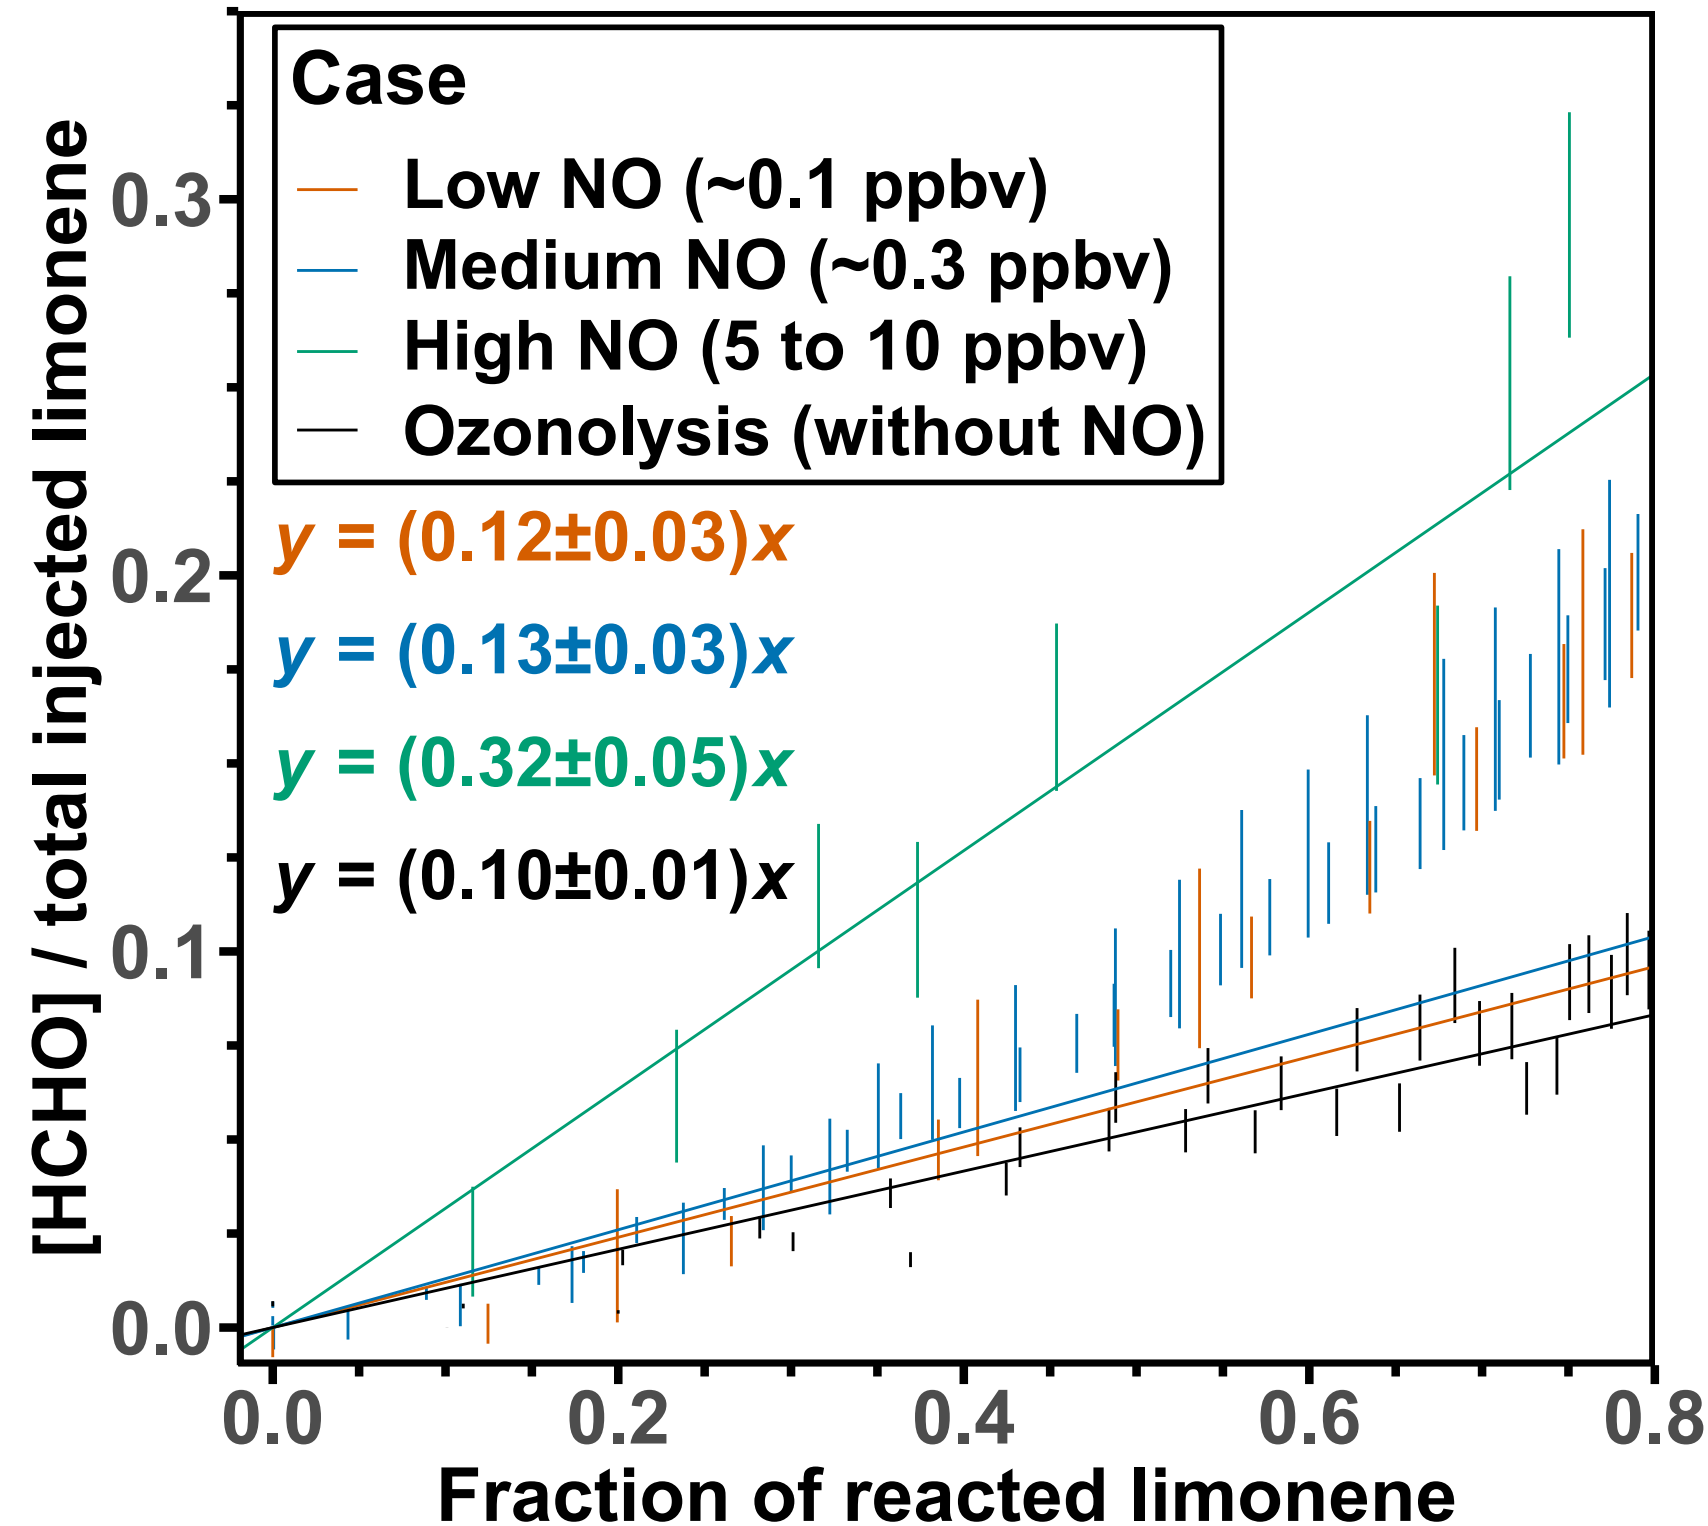 Case
Low NO (~0.1 ppbv)
Medium NO (~0.3 ppbv)
High NO (5 to 10 ppbv)
Ozonolysis (without NO)
y = (0.12±0.03)x
y = (0.13±0.03)x
y = (0.32±0.05)x
y = (0.10±0.01)x
[HCHO] / total injected limonene
0.3
0.2
0.1
0.0
0.0 0.2 0.4 0.6 0.8
Fraction of reacted limonene